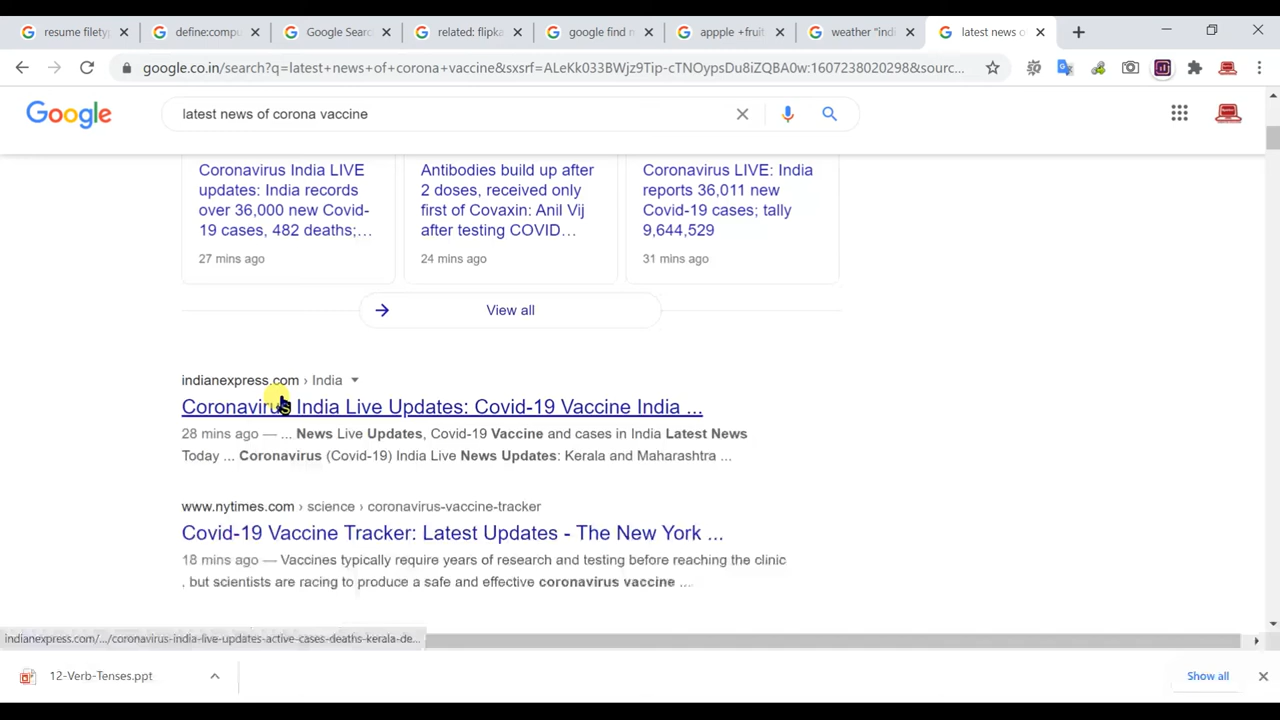 resume filety
define:compu
Google Searc
related: flipka
google find n
appple +fruit
weather "indi
latest news o
google.co.in/search?q=latest+news+of+corona+vaccine&sxsrf=ALeKk033BWjz9Tip-cTNOypsDu8iZQBA0w:1607238020298&sourc...
Google
latest news of corona vaccine
Coronavirus India LIVE
updates: India records
over 36,000 new Covid-
19 cases, 482 deaths;...
27 mins ago
Antibodies build up after
2 doses, received only
first of Covaxin: Anil Vij
after testing COVID...
24 mins ago
Coronavirus LIVE: India
reports 36,011 new
Covid-19 cases; tally
9,644,529
31 mins ago
View all
indianexpress.com › India
Coronavirus India Live Updates: Covid-19 Vaccine India ...
28 mins ago — ... News Live Updates, Covid-19 Vaccine and cases in India Latest News
Today ... Coronavirus (Covid-19) India Live News Updates: Kerala and Maharashtra ...
www.nytimes.com › science › coronavirus-vaccine-tracker
Covid-19 Vaccine Tracker: Latest Updates - The New York ...
18 mins ago — Vaccines typically require years of research and testing before reaching the clinic
. but scientists are racing to produce a safe and effective coronavirus vaccine ....
indianexpress.com/.../coronavirus-india-live-updates-active-cases-deaths-kerala-de...
12-Verb-Tenses.ppt
Show all